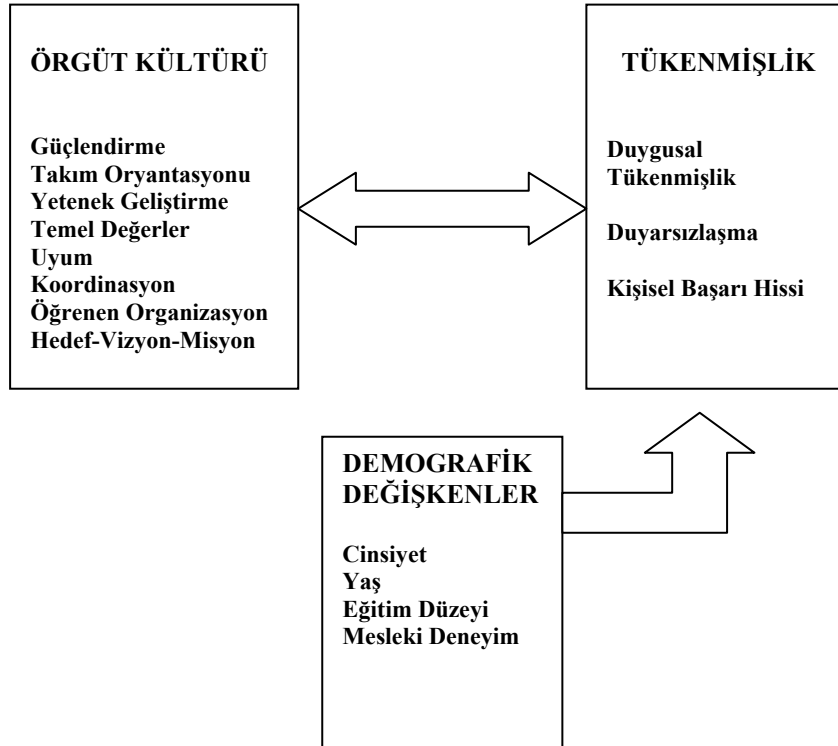 ÖRGÜT KÜLTÜRÜ
Güçlendirme
Takım Oryantasyonu
Yetenek Geliştirme
Temel Değerler
Uyum
Koordinasyon
Öğrenen Organizasyon
Hedef-Vizyon-Misyon
TÜKENMİŞLİK
Duygusal
Tükenmişlik
Duyarsızlaşma
Kişisel Başarı Hissi
DEMOGRAFİK
DEĞİŞKENLER
Cinsiyet
Yaş
Eğitim Düzeyi
Mesleki Deneyim